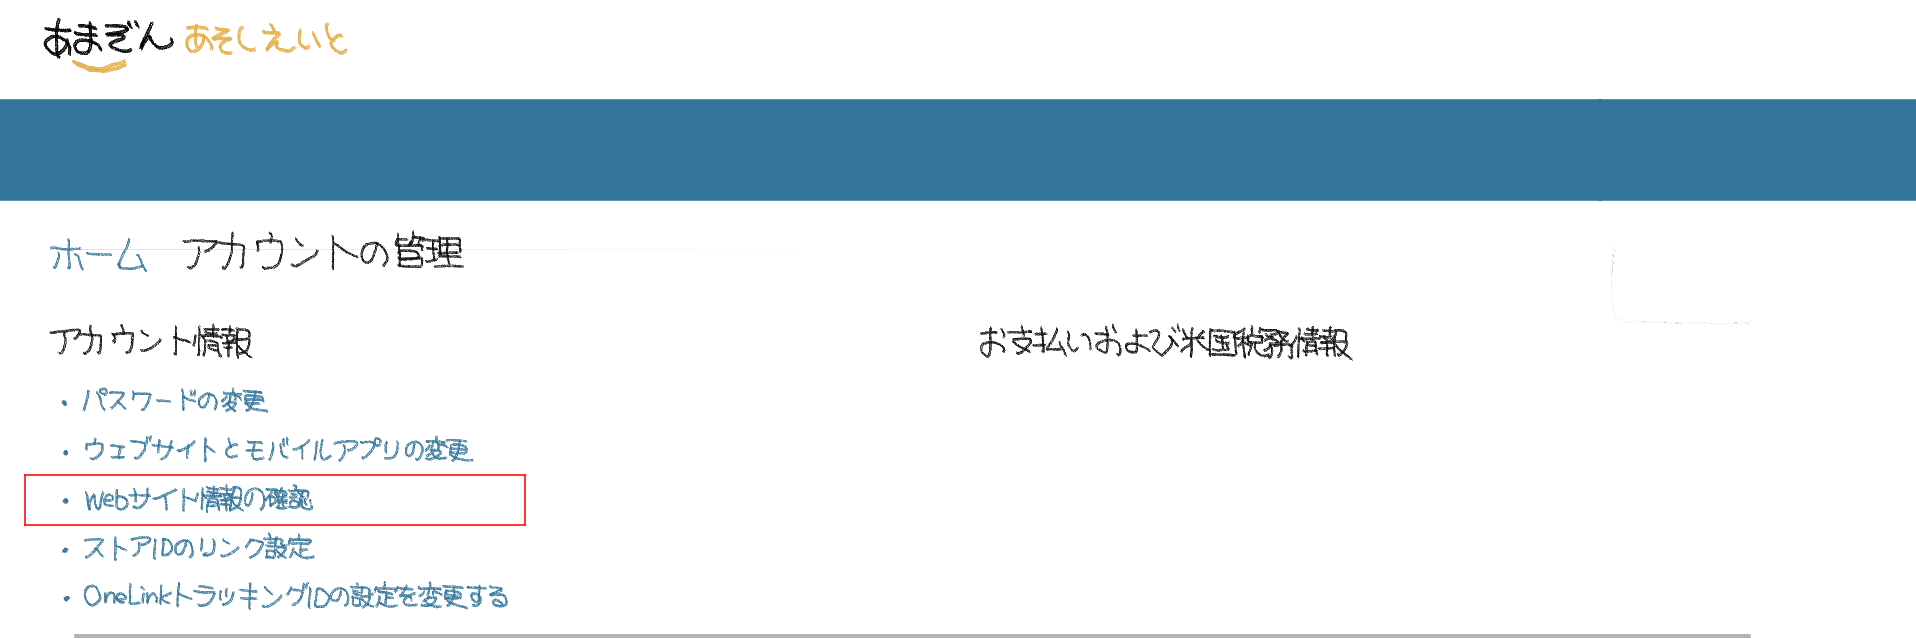 あまぞん あそしえいと
ホーム アカウントの管理
アカウント情報
・パスワードの変更
・ウェブサイトとモバイルアプリの変更
・Webサイト情報の確認
・ストアIDのリンク設定
・OneLinkトラッキングIDの設定を変更する
お支払いおよび米国税務情報